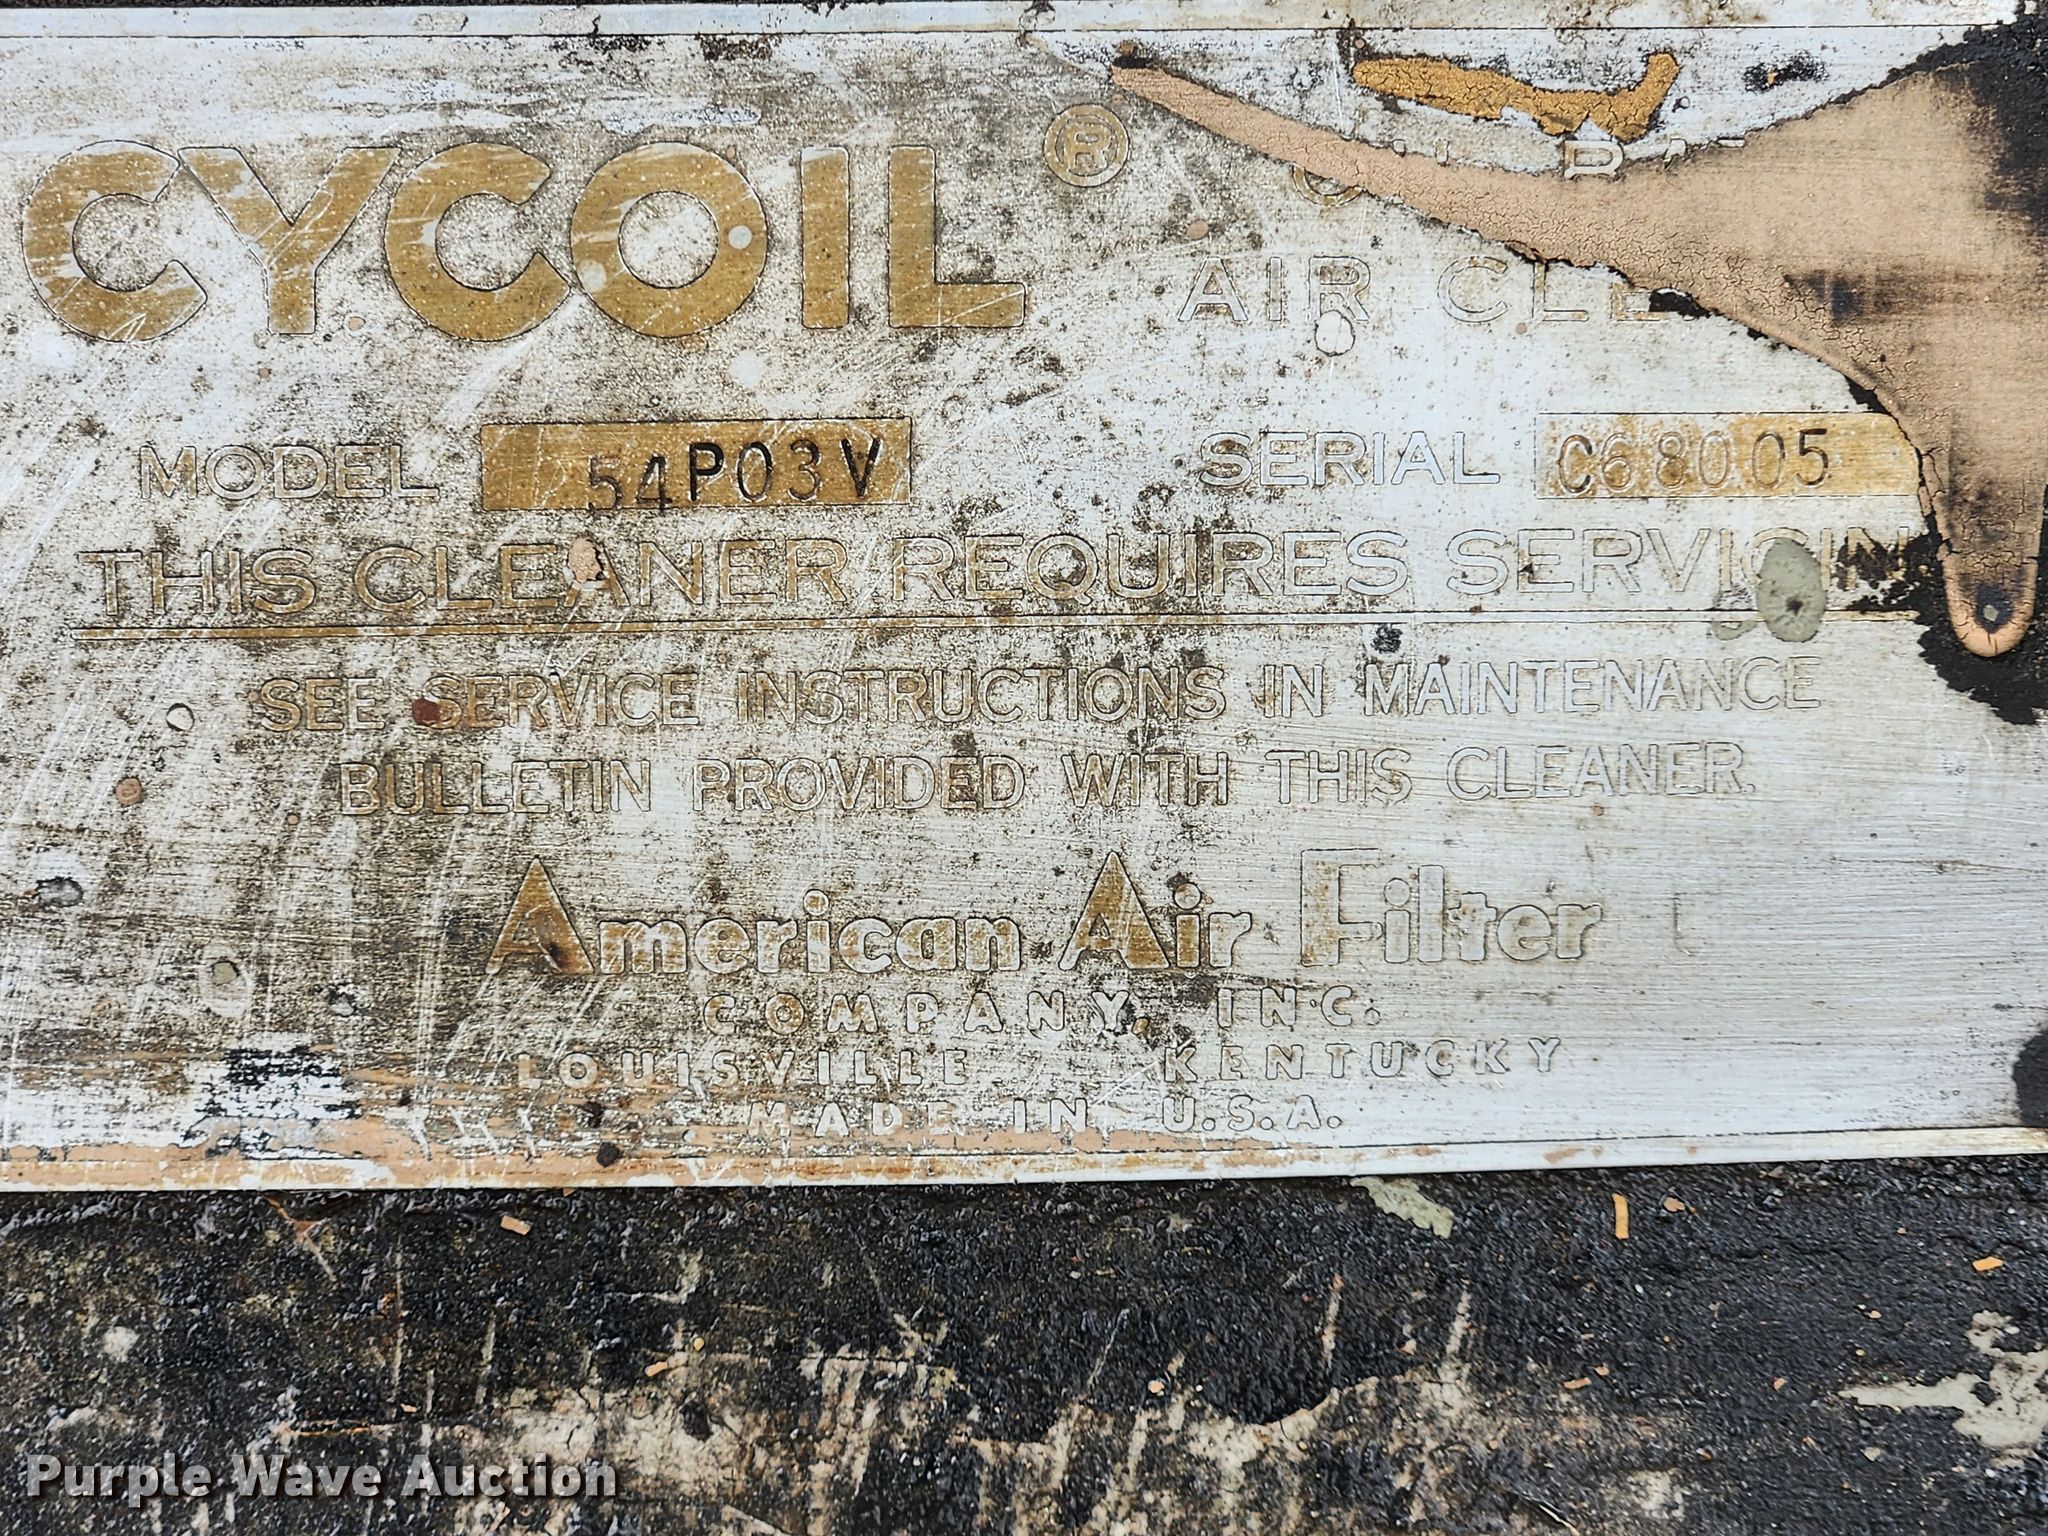 CYCOIL ®
AIR
MODEL 54P03V SERIAL C68005
THIS CLEANER REQUIRES
SEE SERVICE INSTRUCTIONS IN MAINTENANCE
BULLETIN PROVIDED WITH THIS CLEANER.
American Air Filter
COMPANY, INC.
LOUISVILLE KENTUCKY
MADE IN U.S.A.
Purple Wave Auction